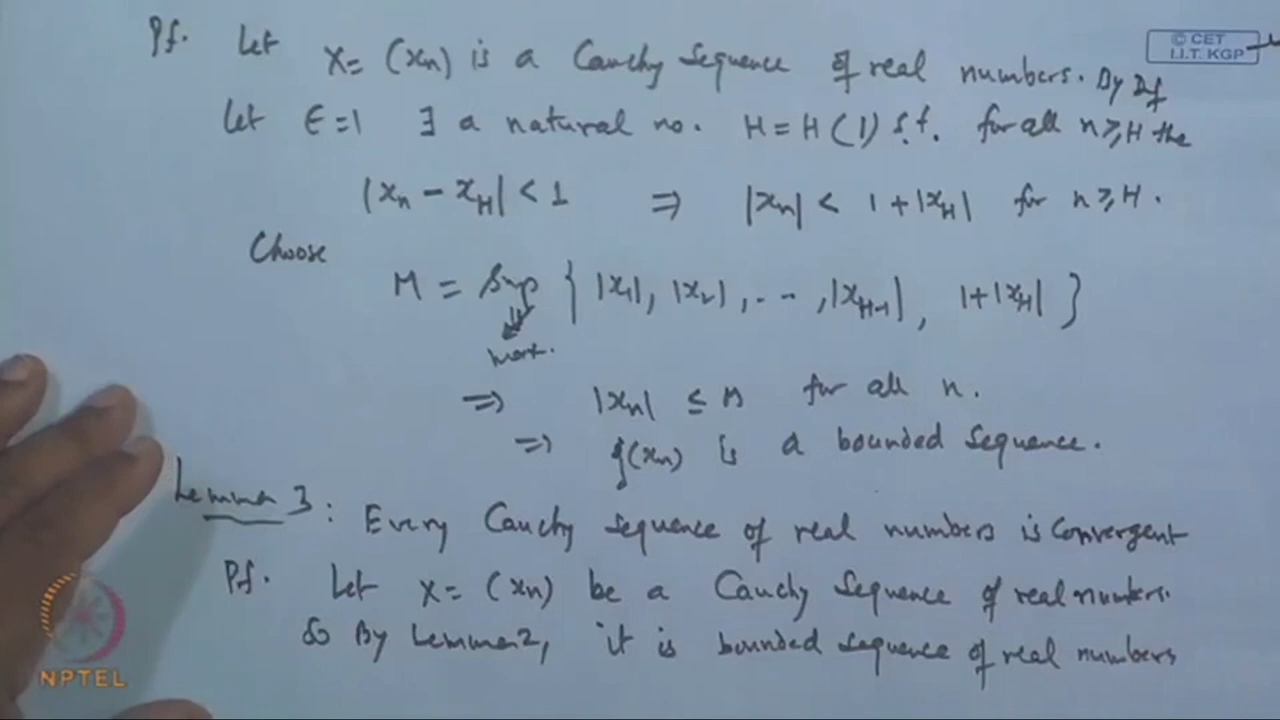 Pf. Let X = (xn) is a Cauchy sequence of real numbers. By Df
© CET
I.I.T. KGP
Let ε=1 ∃ a natural no. H = H(1) s.t. for all n ≥ H the
|xn - xH| < 1 ⇒ |xn| < 1 + |xH| for n ≥ H.
Choose
M = Sup { |x1|, |x2|, .. -- , |xH-1|, 1+|xH| }
⇒ |xn| ≤ M for all n.
⇒ (xn) is a bounded sequence.
Lemma 3 : Every Cauchy sequence of real numbers is convergent
Pf. Let X = (xn) be a Cauchy sequence of real numbers.
So By Lemma 2, it is bounded sequence of real numbers
NPTEL